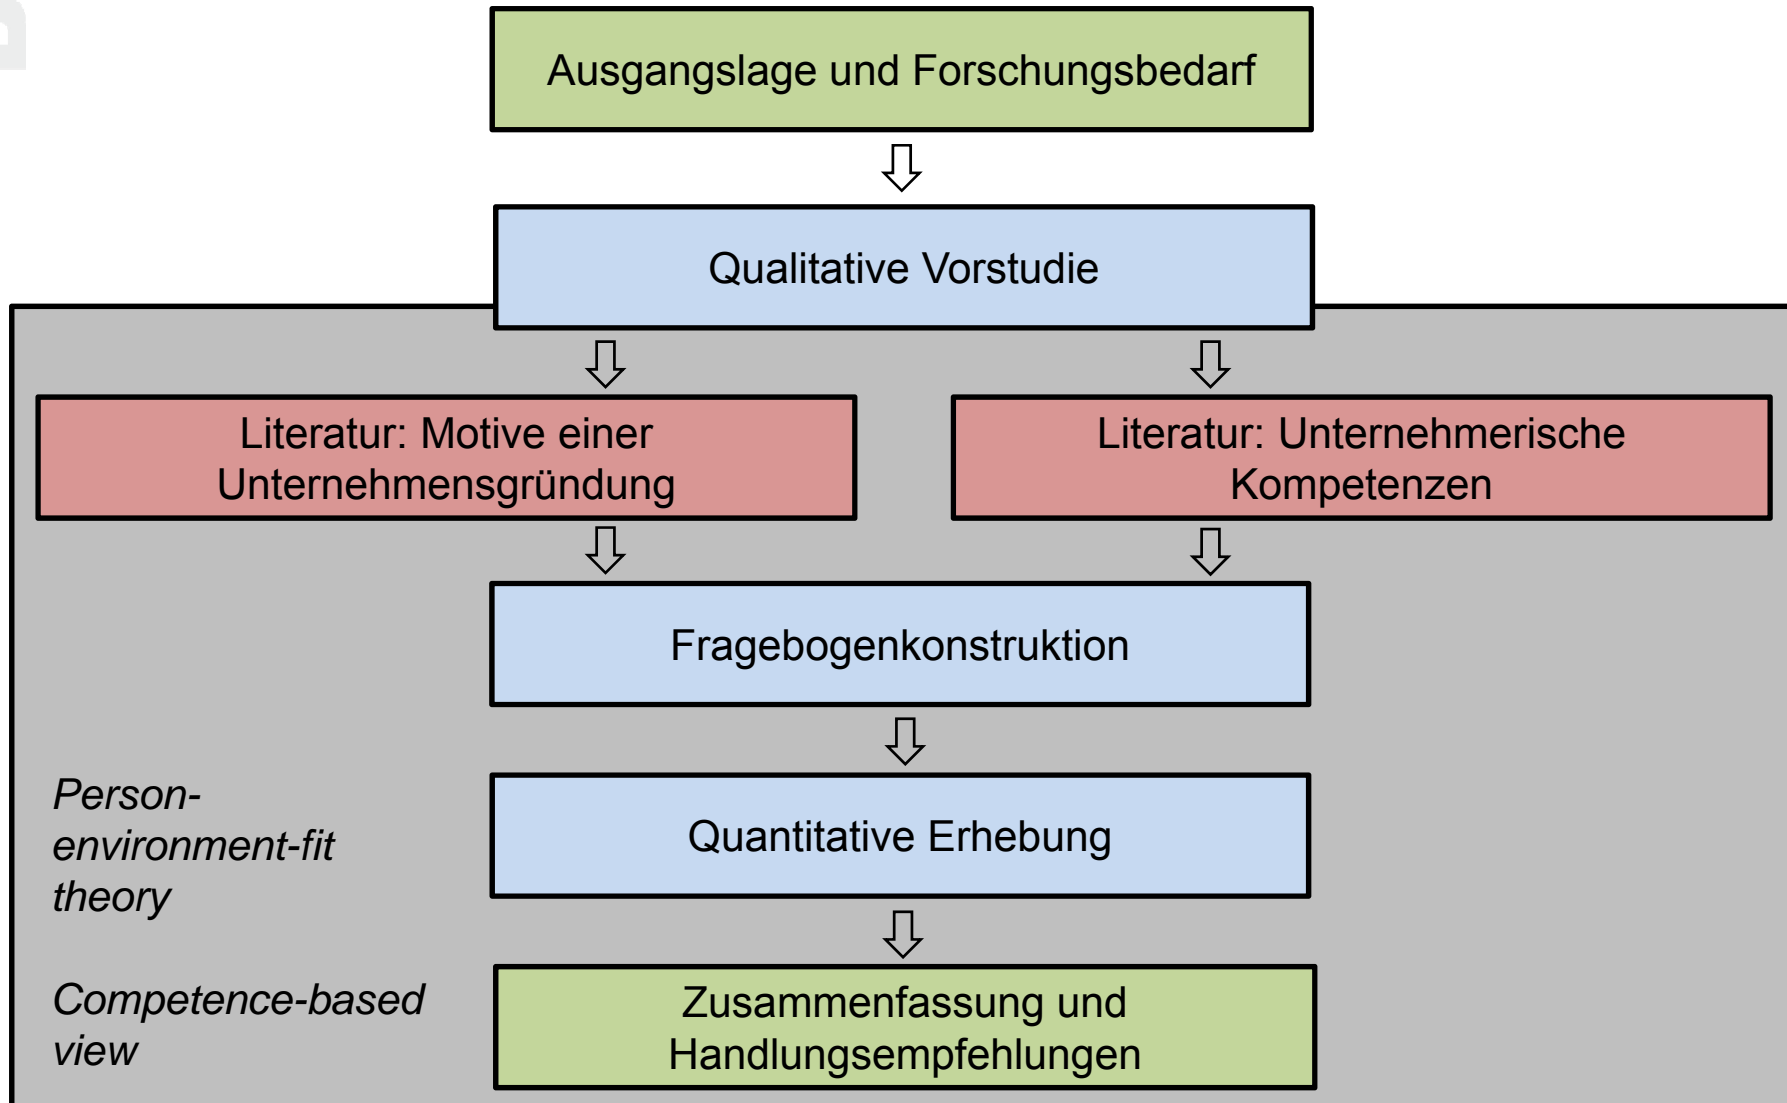 Ausgangslage und Forschungsbedarf
Qualitative Vorstudie
Literatur: Motive einer
Unternehmensgründung
Literatur: Unternehmerische
Kompetenzen
Fragebogenkonstruktion
Quantitative Erhebung
Person-
environment-fit
theory
Zusammenfassung und
Handlungsempfehlungen
Competence-based
view